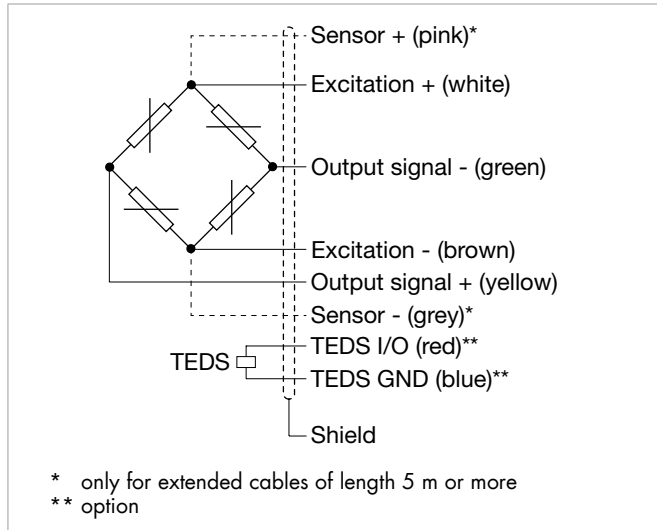 Sensor + (pink)*
Excitation + (white)
Output signal - (green)
Excitation - (brown)
Output signal + (yellow)
Sensor - (grey)*
TEDS I/O (red)**
TEDS
TEDS GND (blue)**
Shield
* only for extended cables of length 5 m or more
** option